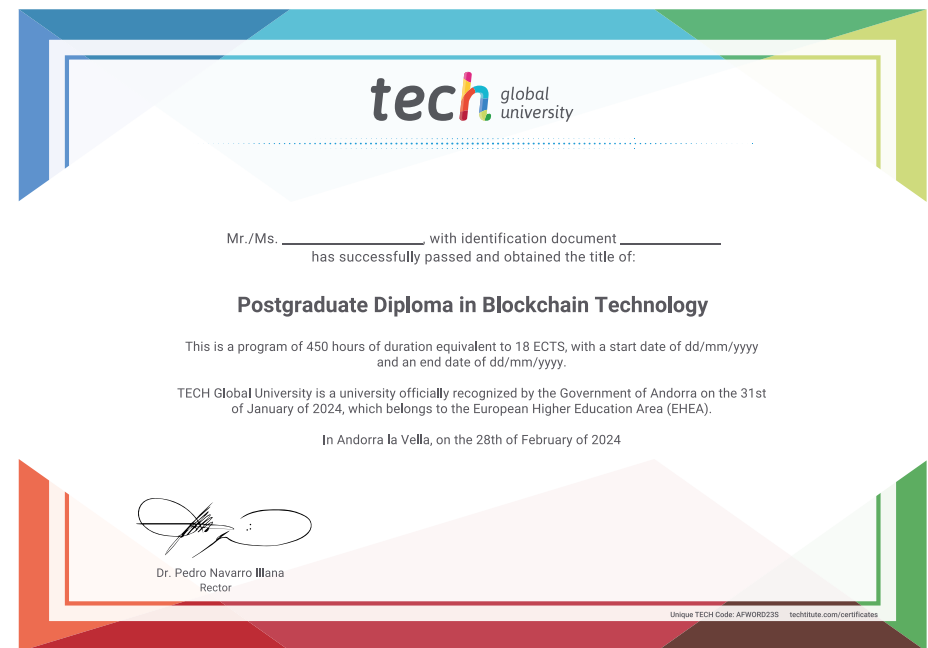 tech global university
Mr./Ms. ____________, with identification document ____________
has successfully passed and obtained the title of:
Postgraduate Diploma in Blockchain Technology
This is a program of 450 hours of duration equivalent to 18 ECTS, with a start date of dd/mm/yyyy
and an end date of dd/mm/yyyy.
TECH Global University is a university officially recognized by the Government of Andorra on the 31st
of January of 2024, which belongs to the European Higher Education Area (EHEA).
In Andorra la Vella, on the 28th of February of 2024
Dr. Pedro Navarro Illana
Rector
Unique TECH Code: AFWORD23S techtitute.com/certificates